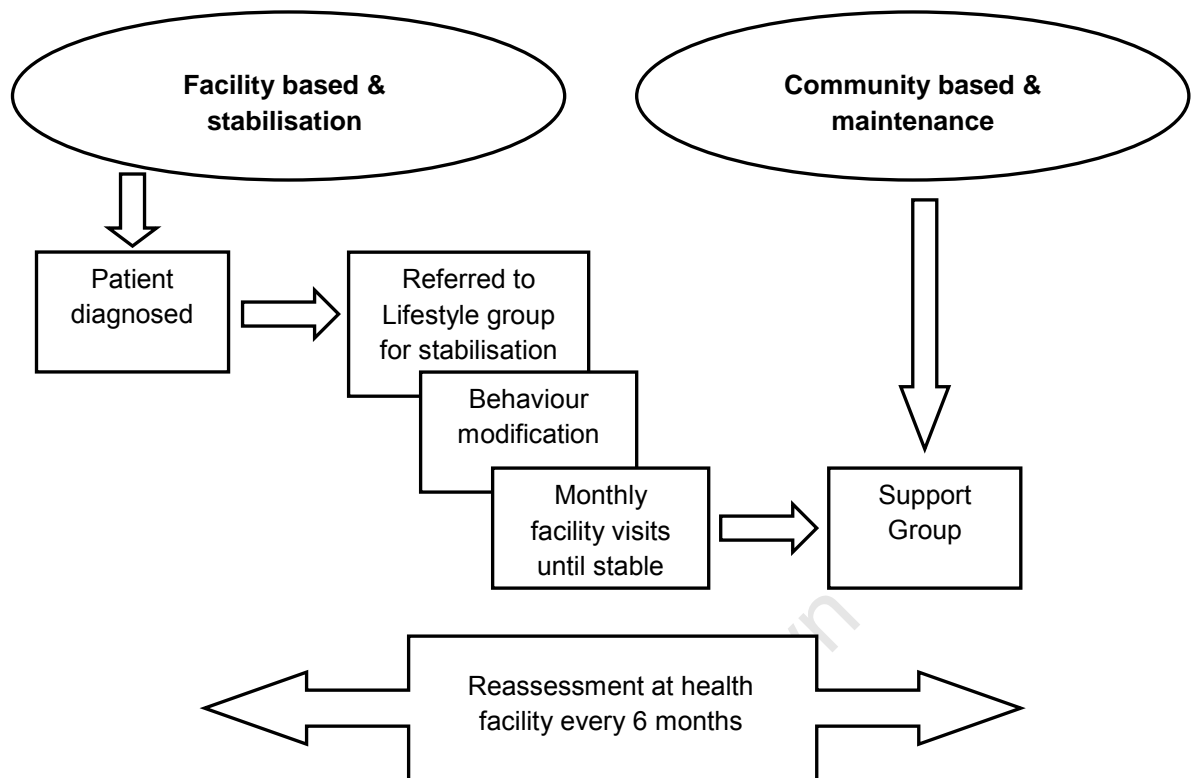 Facility based &
stabilisation
Community based &
maintenance
Patient
diagnosed
Referred to
Lifestyle group
for stabilisation
Behaviour
modification
Monthly
facility visits
until stable
Support
Group
Reassessment at health
facility every 6 months